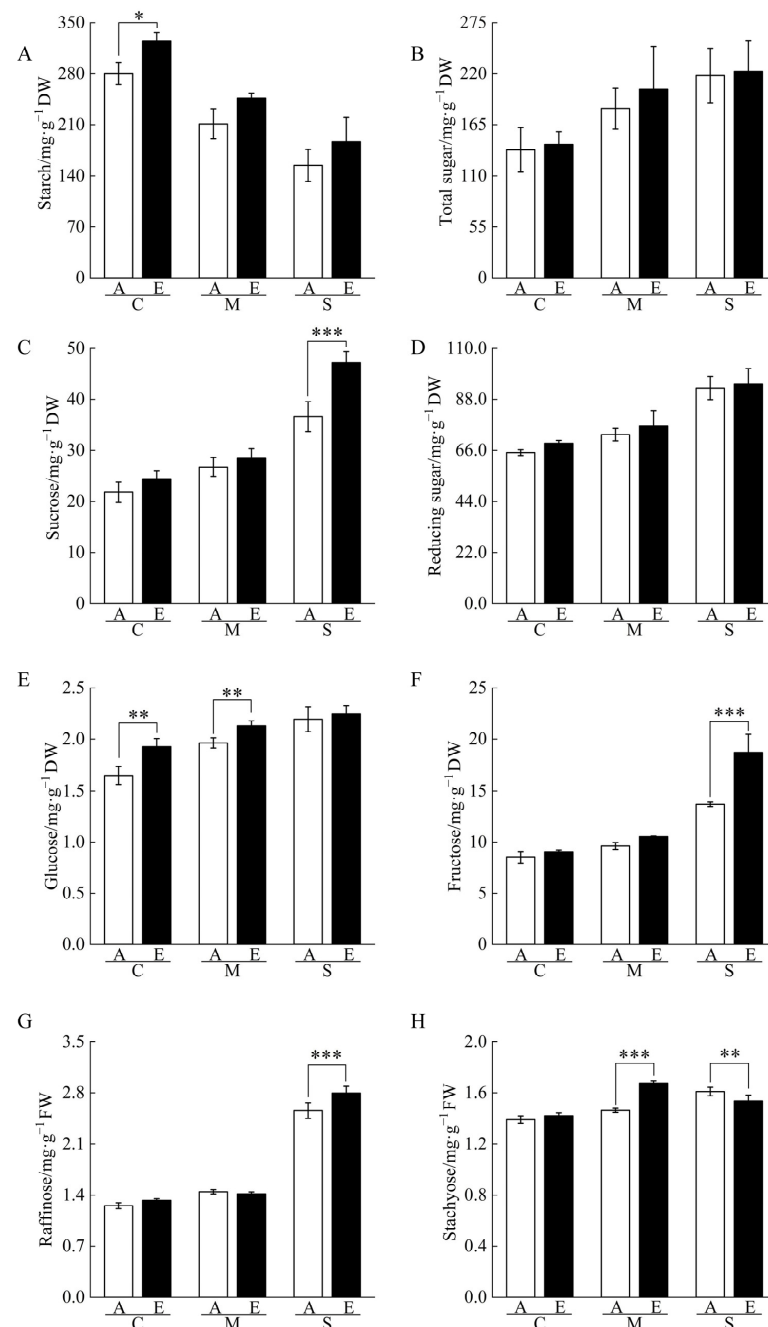 A
Starch/mg·g⁻¹DW
350
280
210
140
70
0
*
A E A E A E
C M S
B
Total sugar/mg·g⁻¹DW
275
220
165
110
55
0
A E A E A E
C M S
C
Sucrose/mg·g⁻¹DW
50
40
30
20
10
0
***
A E A E A E
C M S
D
Reducing sugar/mg·g⁻¹DW
110.0
88.0
66.0
44.0
22.0
0.0
A E A E A E
C M S
E
Glucose/mg·g⁻¹DW
2.5
2.0
1.5
1.0
0.5
0.0
** **
A E A E A E
C M S
F
Fructose/mg·g⁻¹DW
25
20
15
10
5
0
***
A E A E A E
C M S
G
Raffinose/mg·g⁻¹FW
3.5
2.8
2.1
1.4
0.7
0.0
***
A E A E A E
C M S
H
Stachyose/mg·g⁻¹FW
2.0
1.6
1.2
0.8
0.4
0.0
*** **
A E A E A E
C M S